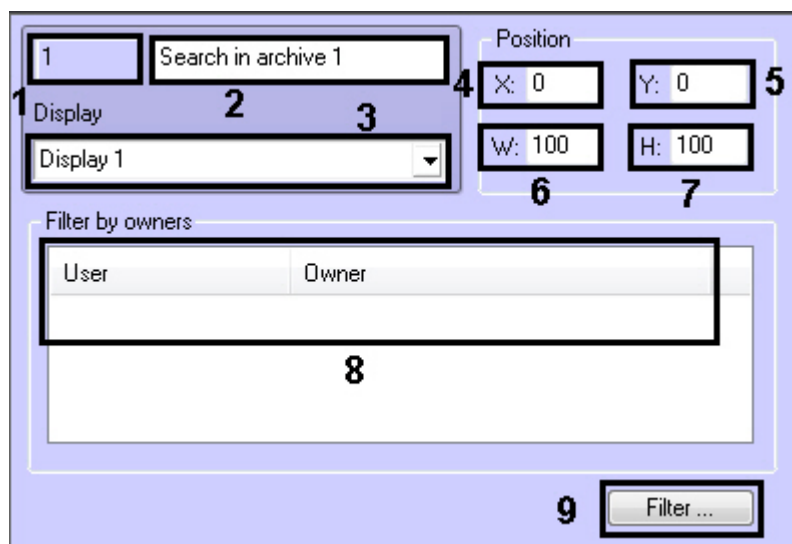 1
Search in archive 1
1
2
Display
3
Display 1
Position
4
X: 0
Y: 0
5
W: 100
H: 100
6
7
Filter by owners
User
Owner
8
9
Filter ...